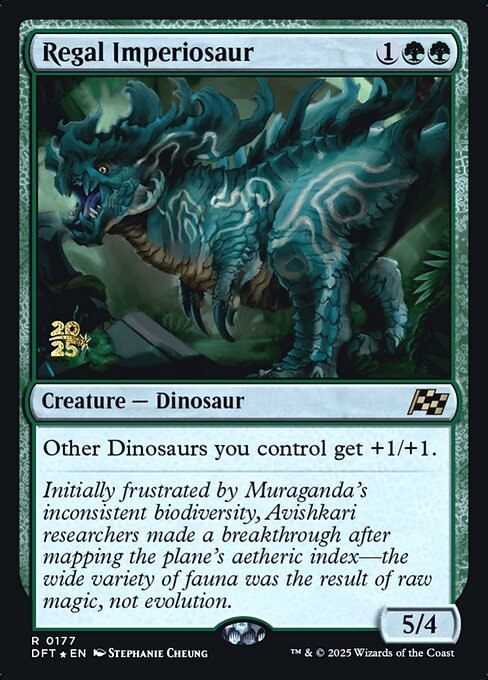 Regal Imperiosaur 1
20
25
Creature — Dinosaur
Other Dinosaurs you control get +1/+1.
Initially frustrated by Muraganda's
inconsistent biodiversity, Avishkari
researchers made a breakthrough after
mapping the plane's aetheric index—the
wide variety of fauna was the result of raw
magic, not evolution.
5/4
R 0177
DFT ★ EN Stephanie Cheung
™ & © 2025 Wizards of the Coast